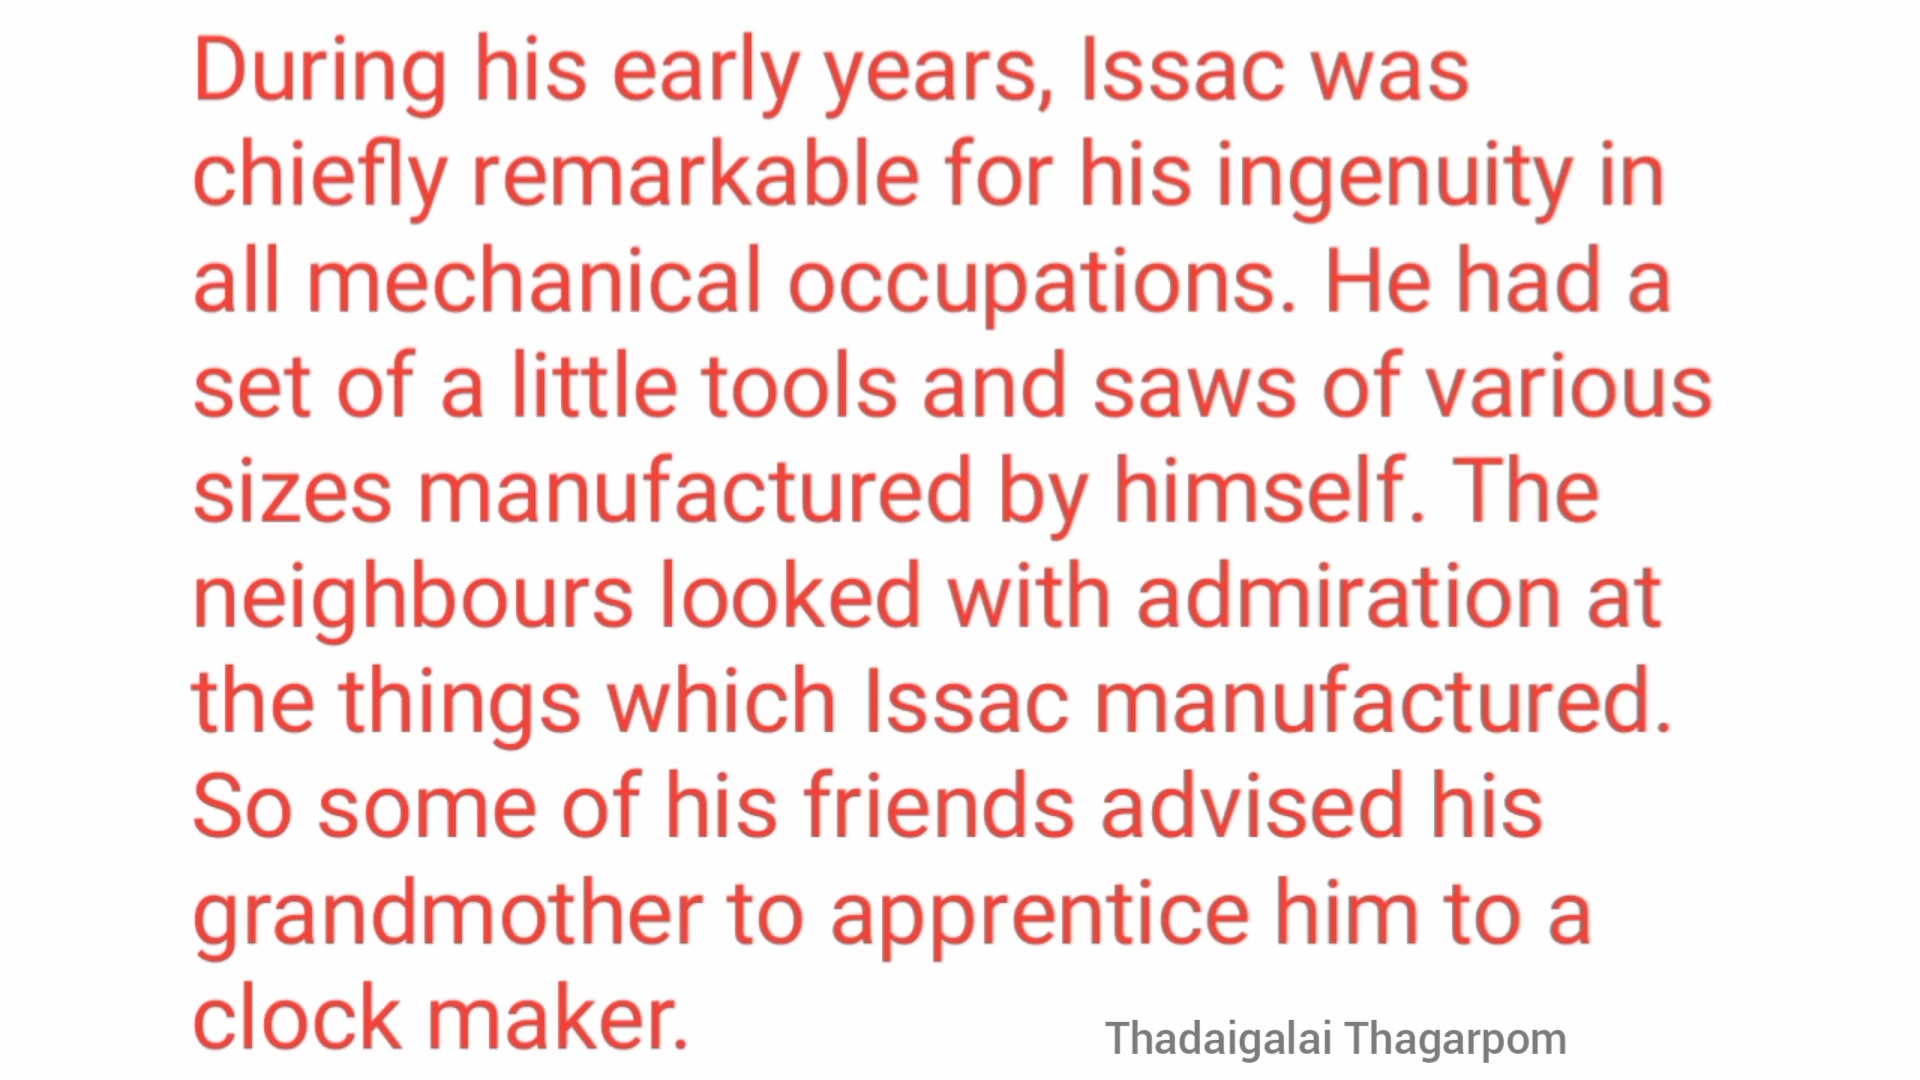 During his early years, Issac was
chiefly remarkable for his ingenuity in
all mechanical occupations. He had a
set of a little tools and saws of various
sizes manufactured by himself. The
neighbours looked with admiration at
the things which Issac manufactured.
So some of his friends advised his
grandmother to apprentice him to a
clock maker.
Thadaigalai Thagarpom